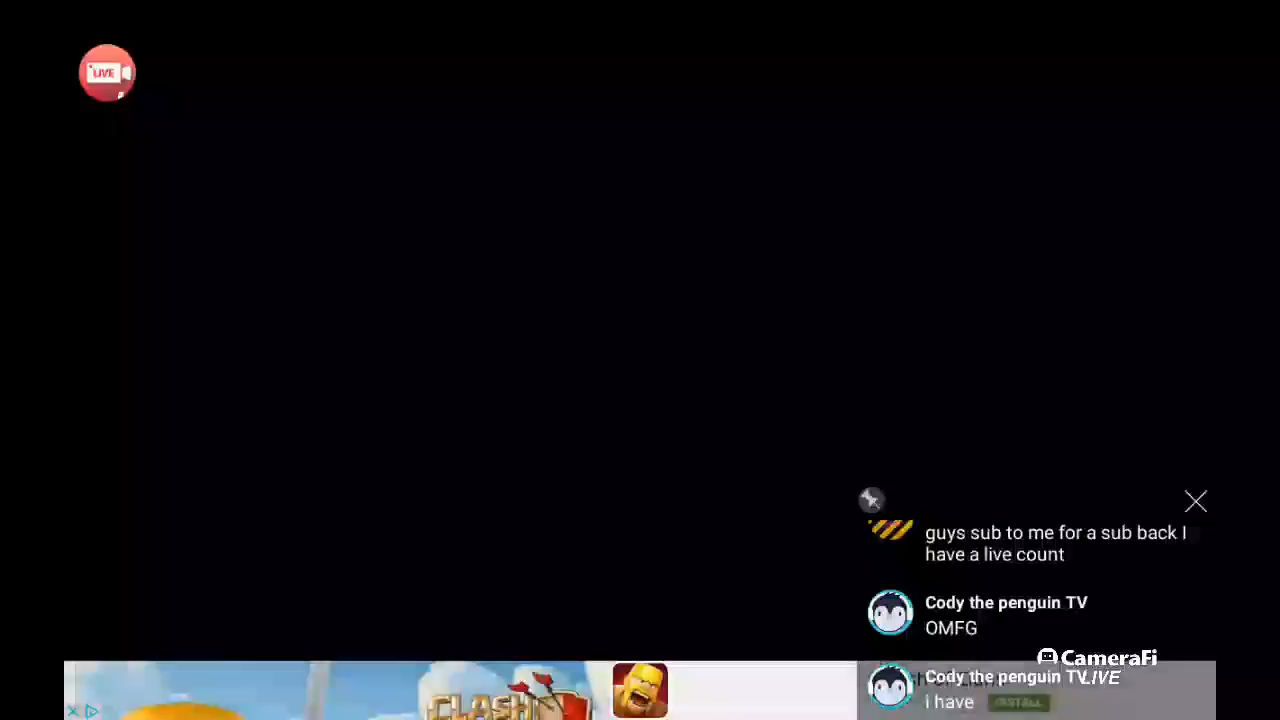 LIVE
guys sub to me for a sub back I
have a live count
Cody the penguin TV
OMFG
CameraFi
LIVE
Cody the penguin TV
I have
INSTALL
CLASH